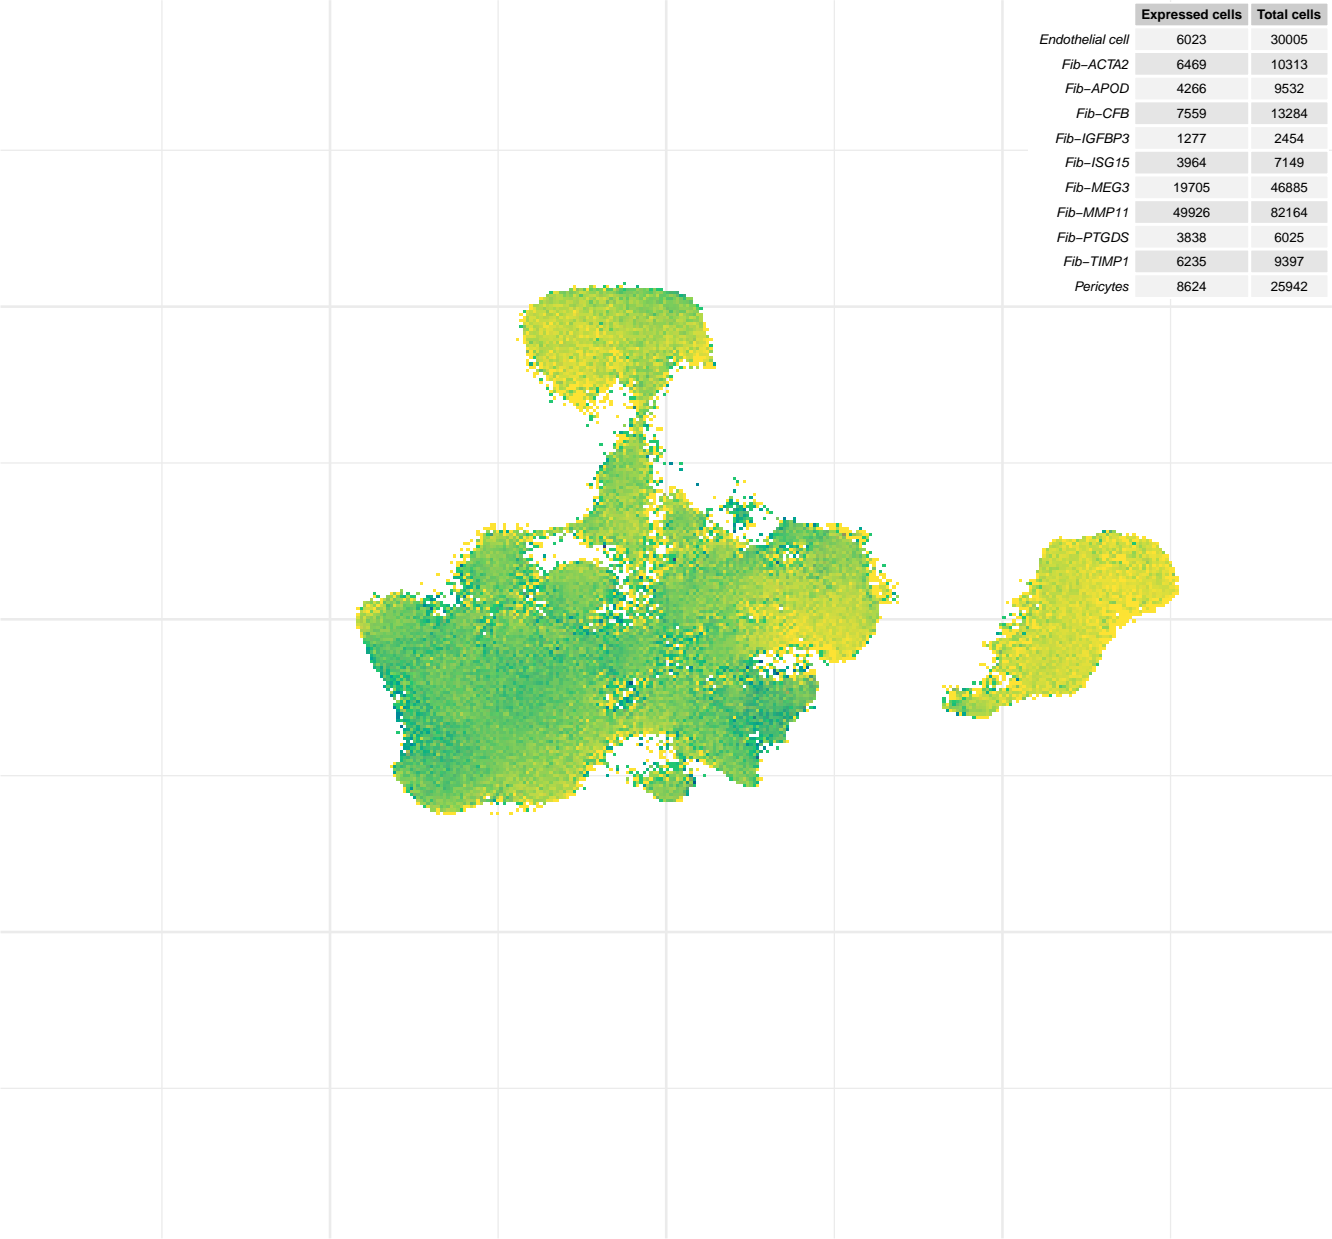 Expressed cells Total cells
Endothelial cell 6023 30005
Fib−ACTA2 6469 10313
Fib−APOD 4266 9532
Fib−CFB 7559 13284
Fib−IGFBP3 1277 2454
Fib−ISG15 3964 7149
Fib−MEG3 19705 46885
Fib−MMP11 49926 82164
Fib−PTGDS 3838 6025
Fib−TIMP1 6235 9397
Pericytes 8624 25942